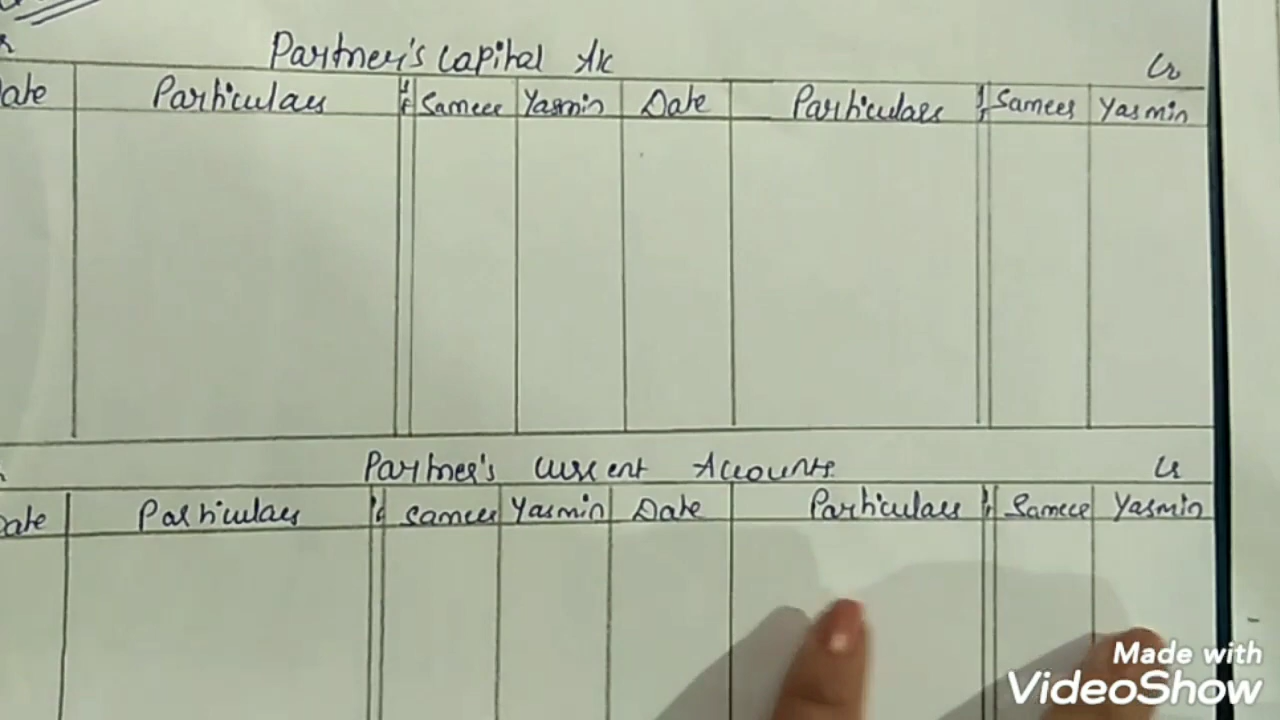 Partner's Capital A/c
Cr
Date Particulars J/F Sameer Yasmin Date Particulars J/F Sameer Yasmin
Partner's Current Accounts
Cr
Date Particulars J/F Sameer Yasmin Date Particulars J/F Sameer Yasmin
Made with
VideoShow